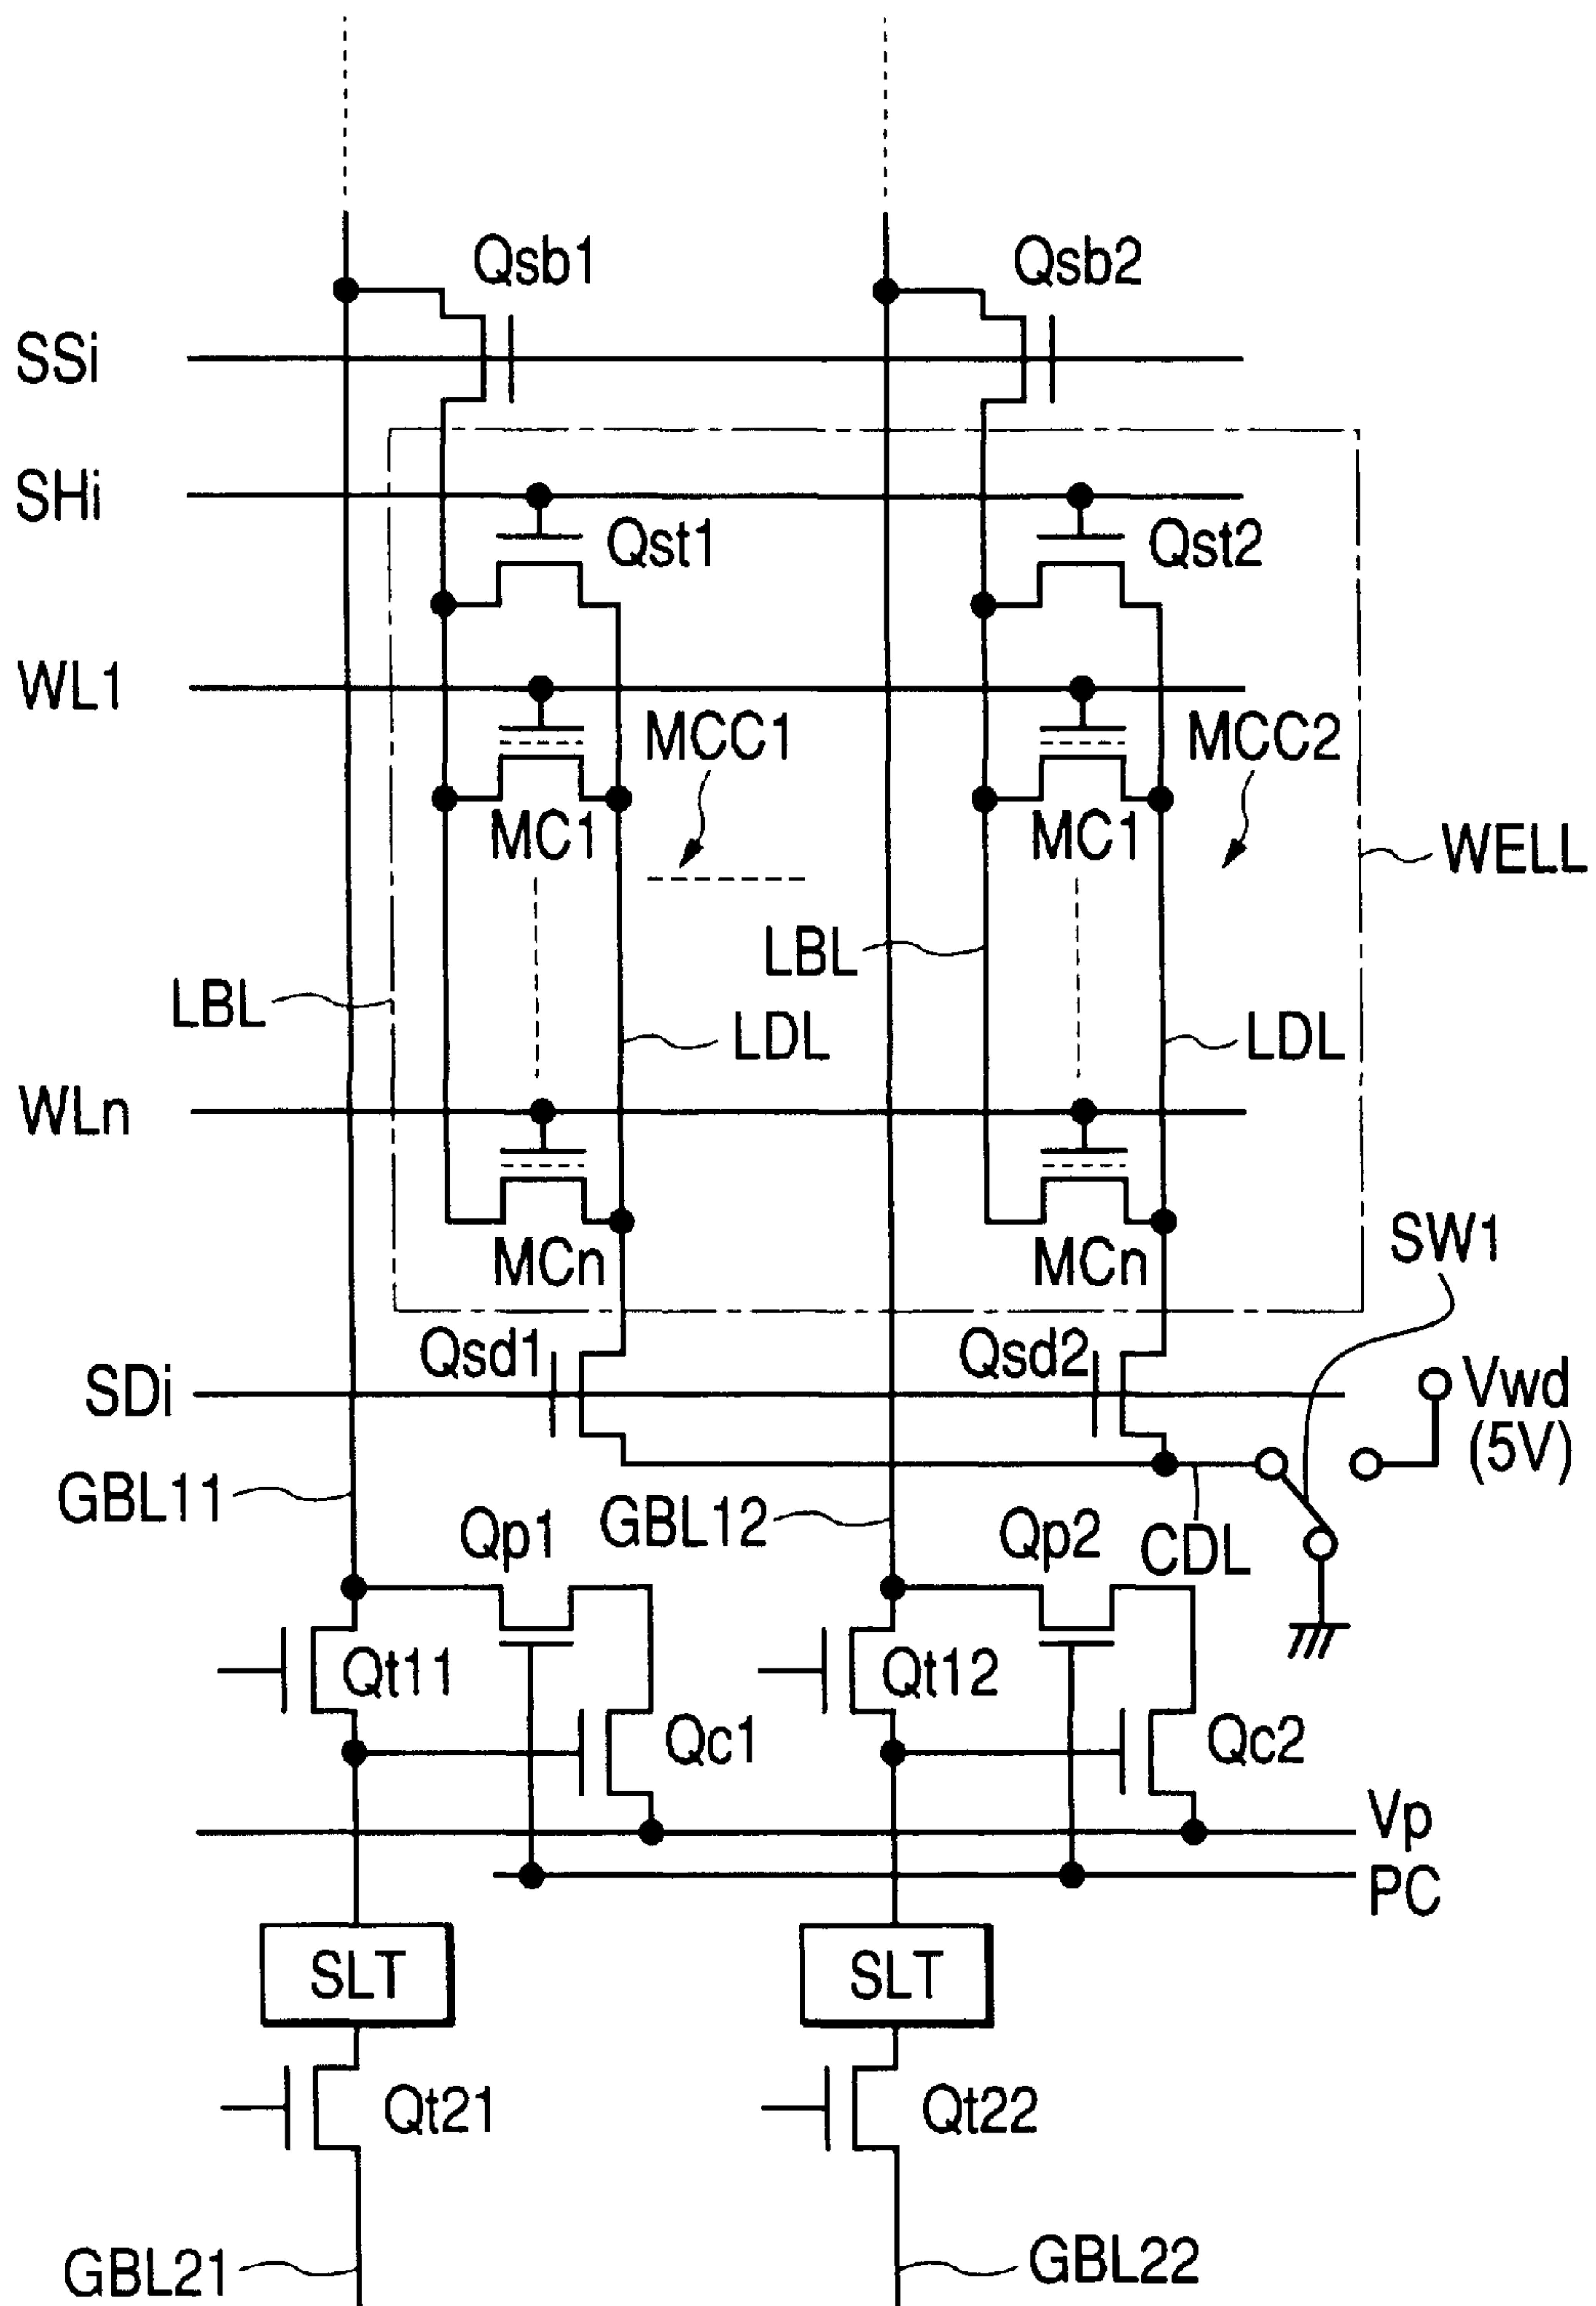 Qsb1 Qsb2
SSi
SHi
Qst1 Qst2
WL1
MCC1 MCC2
MC1 MC1
WELL
LBL
LBL
LDL LDL
WLn
SW1
MCn MCn
Qsd1 Qsd2
SDi
Vwd
(5V)
GBL11
Qp1 GBL12 Qp2 CDL
Qt11 Qt12
Qc1 Qc2
Vp
PC
SLT SLT
Qt21 Qt22
GBL21 GBL22